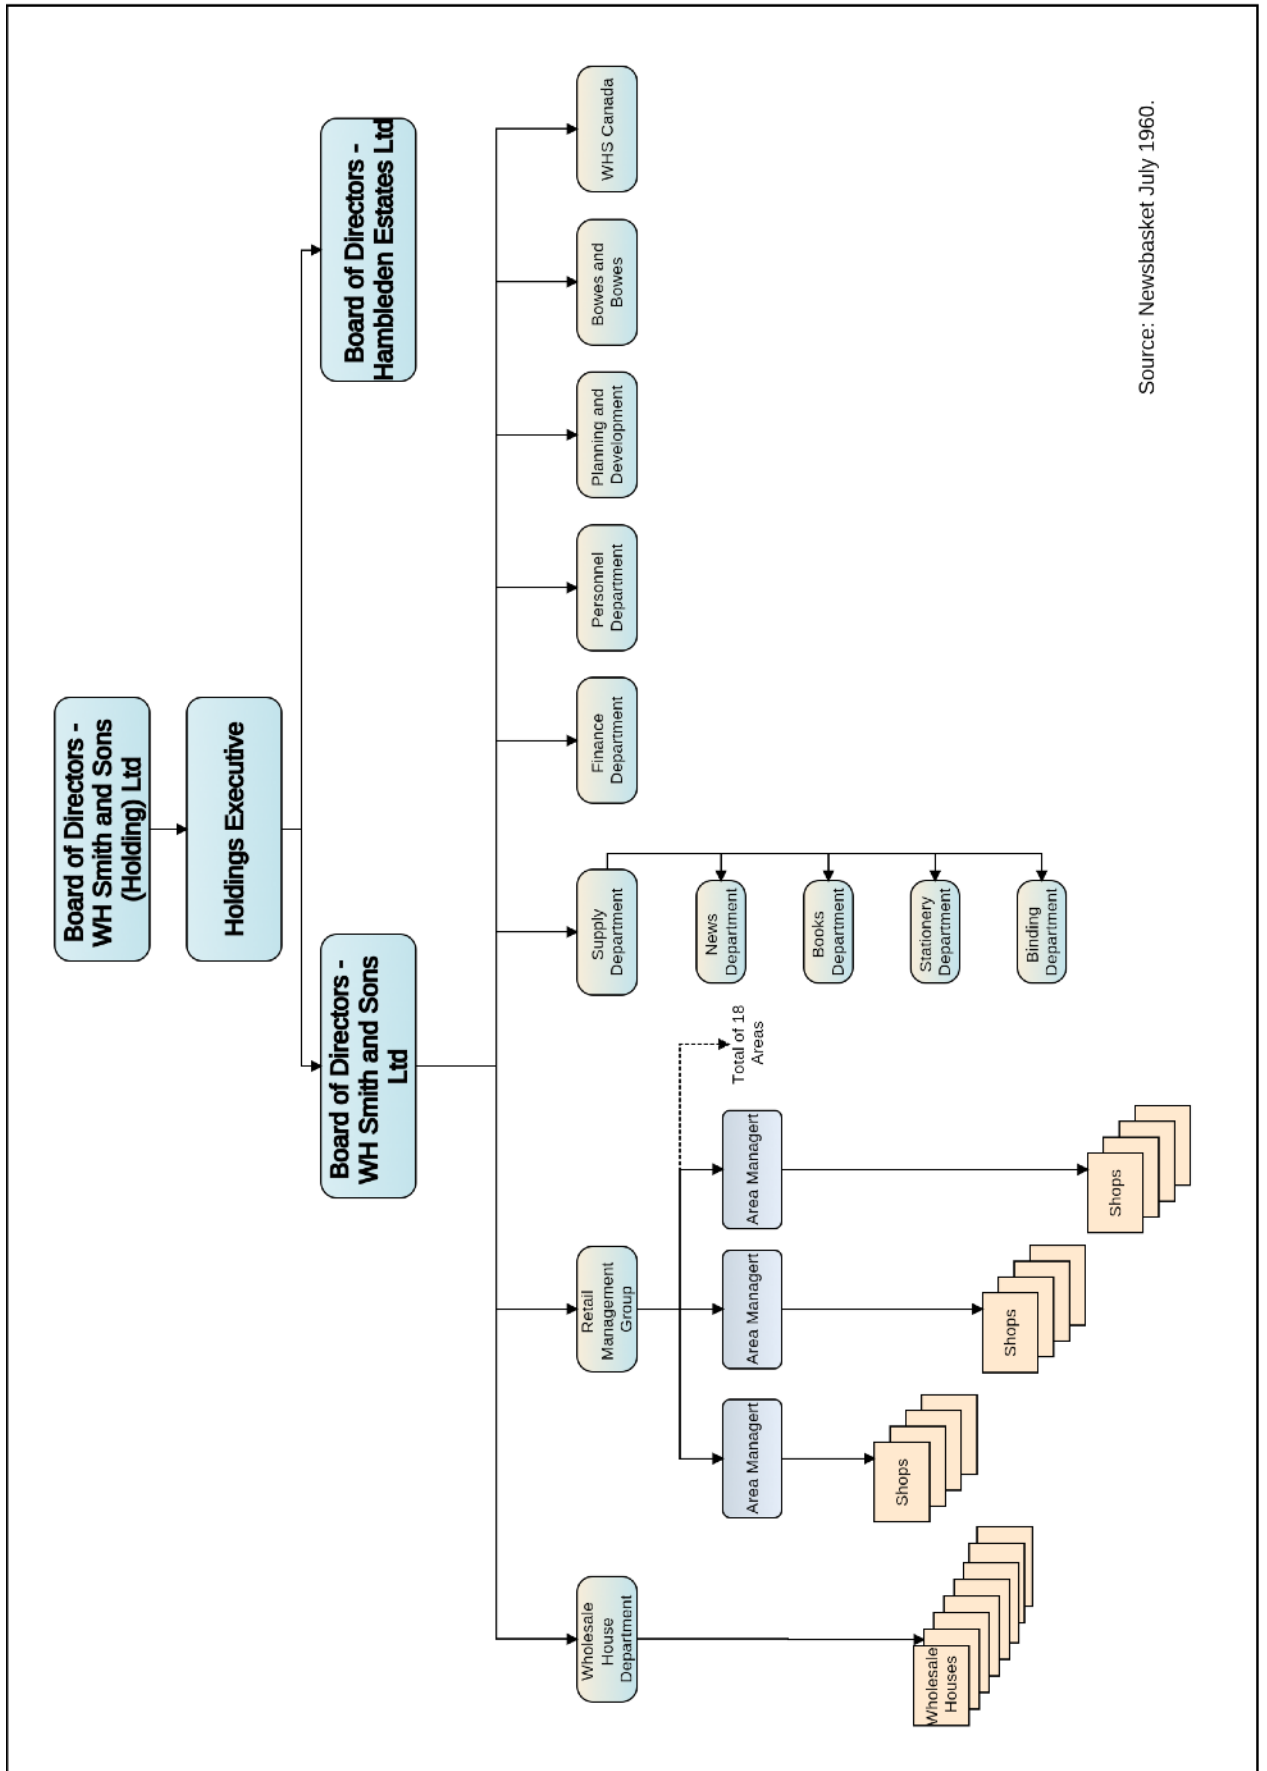 Board of Directors -
WH Smith and Sons
(Holding) Ltd
Holdings Executive
Board of Directors -
WH Smith and Sons
Ltd
Board of Directors -
Hambleden Estates Ltd
Wholesale
House
Department
Retail
Management
Group
Supply
Department
Finance
Department
Personnel
Department
Planning and
Development
Bowes and
Bowes
WHS Canada
Area Managert
Area Managert
Area Managert
Total of 18
Areas
News
Department
Books
Department
Stationery
Department
Binding
Department
Shops
Shops
Shops
Wholesale
Houses
Source: Newsbasket July 1960.